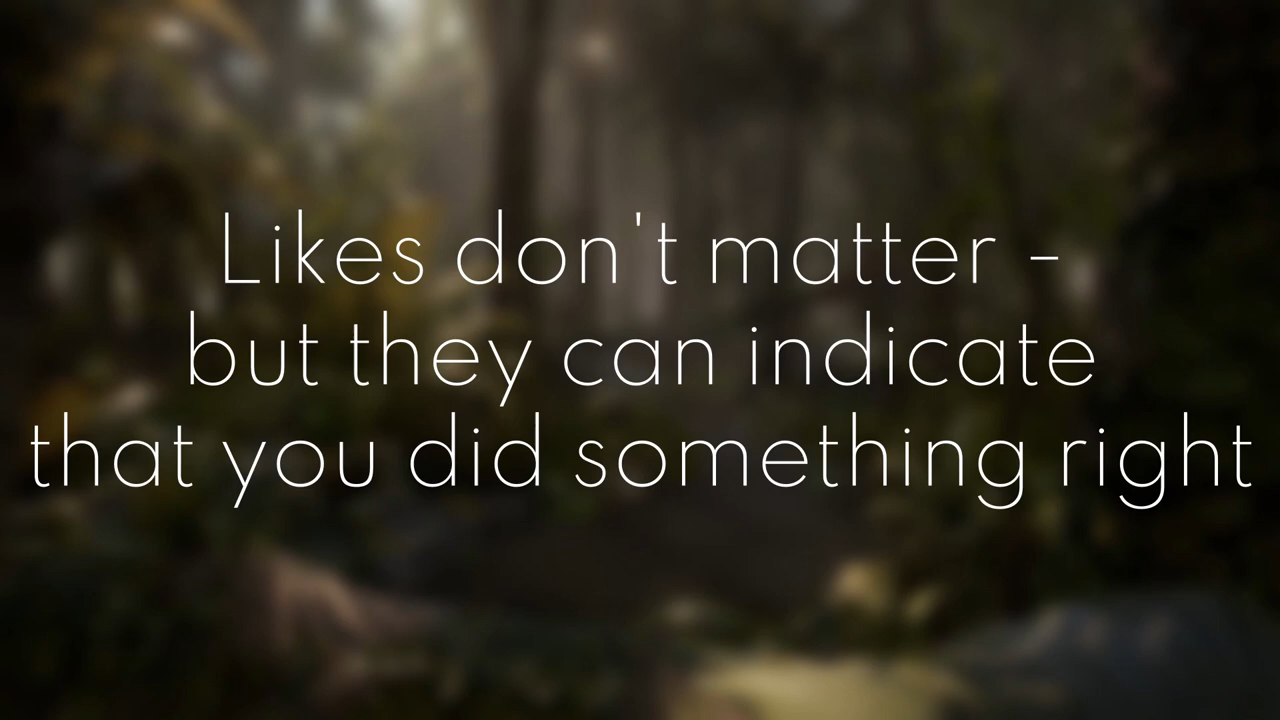 Likes don't matter –
but they can indicate
that you did something right